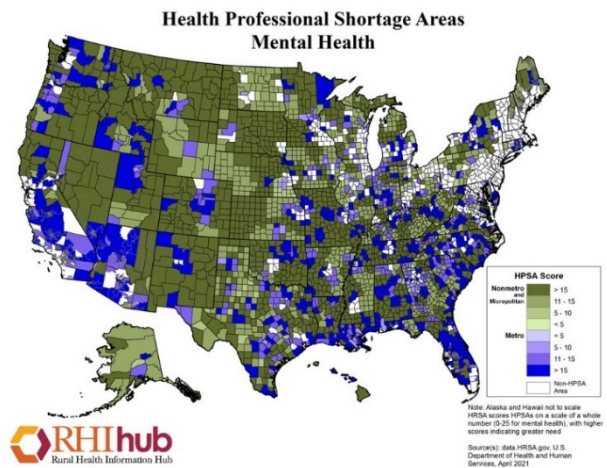 Health Professional Shortage Areas
Mental Health
HPSA Score
Nonmetro
and
Micropolitan
> 15
11 - 15
5 - 10
< 5
Metro
< 5
5 - 10
11 - 15
> 15
Non-HPSA
Area
Note: Alaska and Hawaii not to scale
HRSA scores HPSAs on a scale of a whole
number (0-25 for mental health), with higher
scores indicating greater need
Source(s): data.HRSA.gov, U.S.
Department of Health and Human
Services, April 2021
RHIhub
Rural Health Information Hub